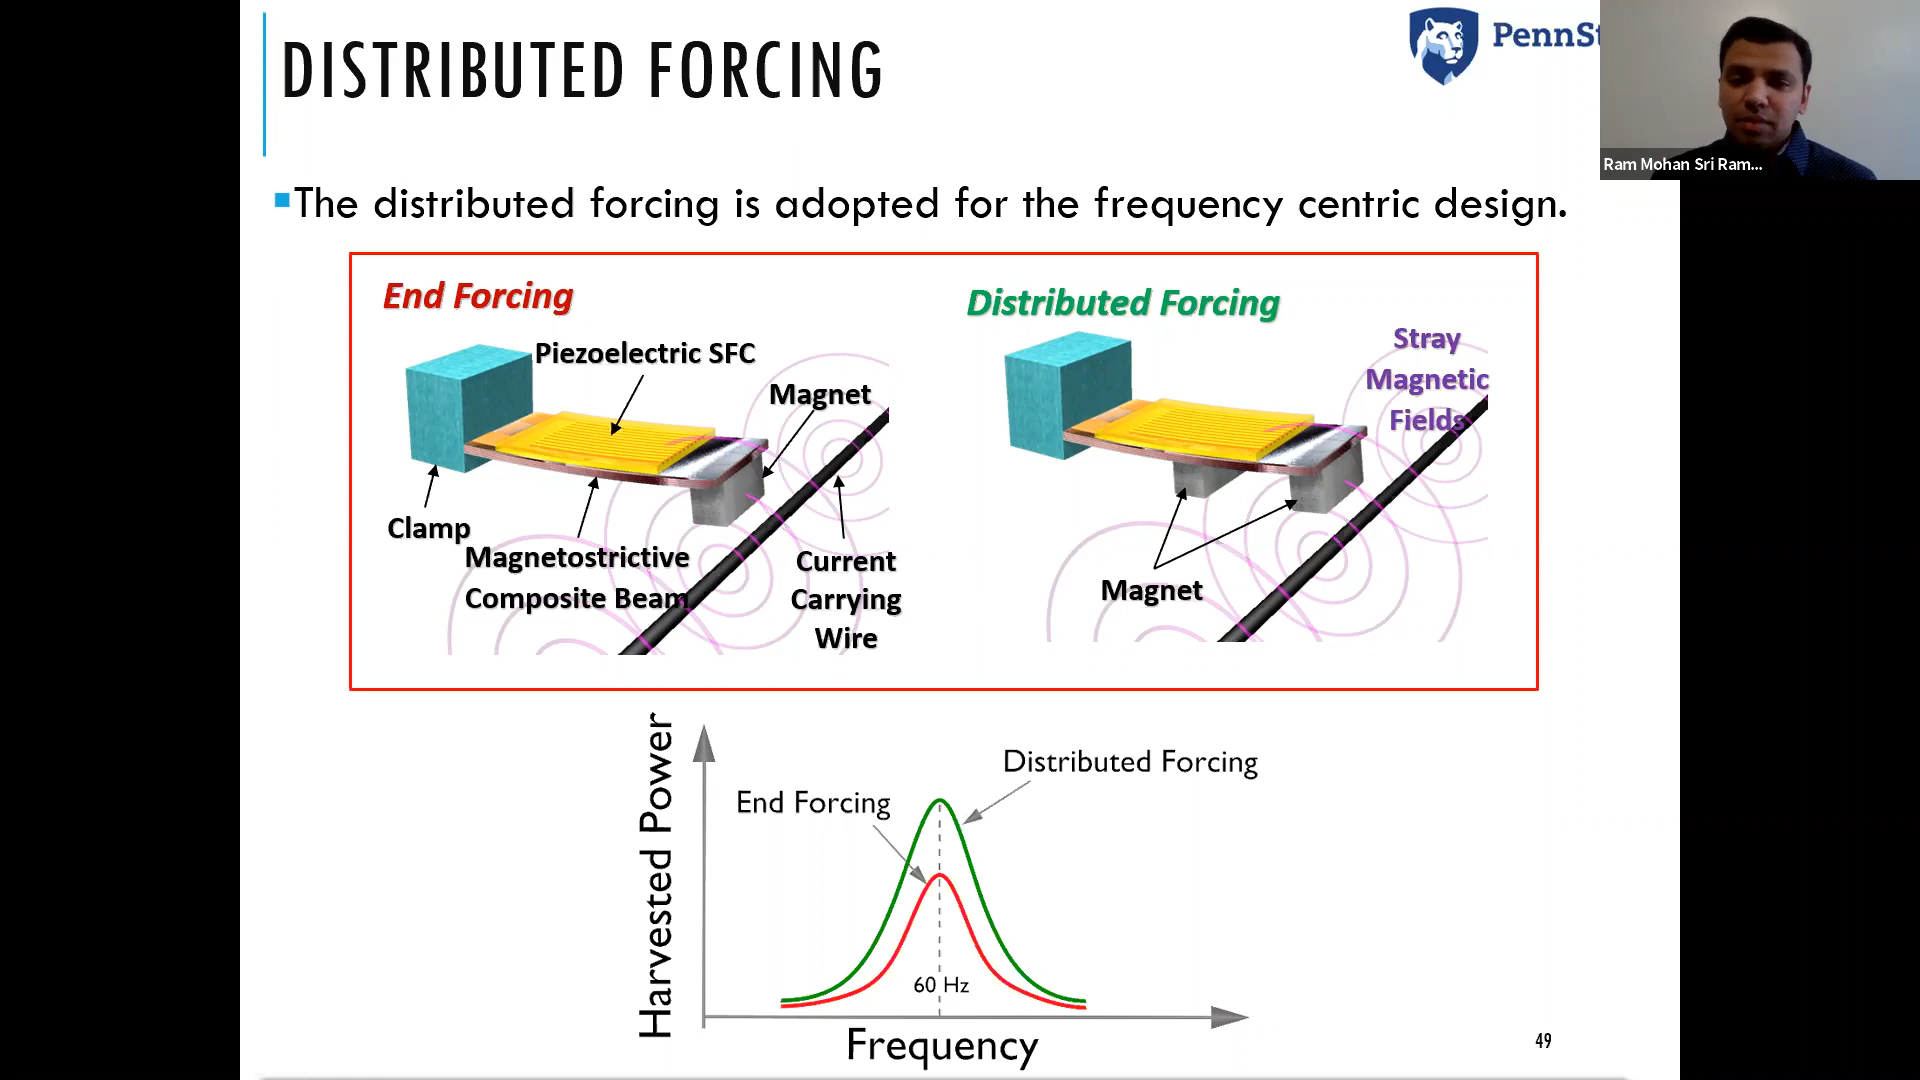 DISTRIBUTED FORCING
PennSt
Ram Mohan Sri Ram...
▪The distributed forcing is adopted for the frequency centric design.
End Forcing
Piezoelectric SFC
Magnet
Clamp
Magnetostrictive
Composite Beam
Current
Carrying
Wire
Distributed Forcing
Stray
Magnetic
Fields
Magnet
Harvested Power
End Forcing
Distributed Forcing
60 Hz
Frequency
49